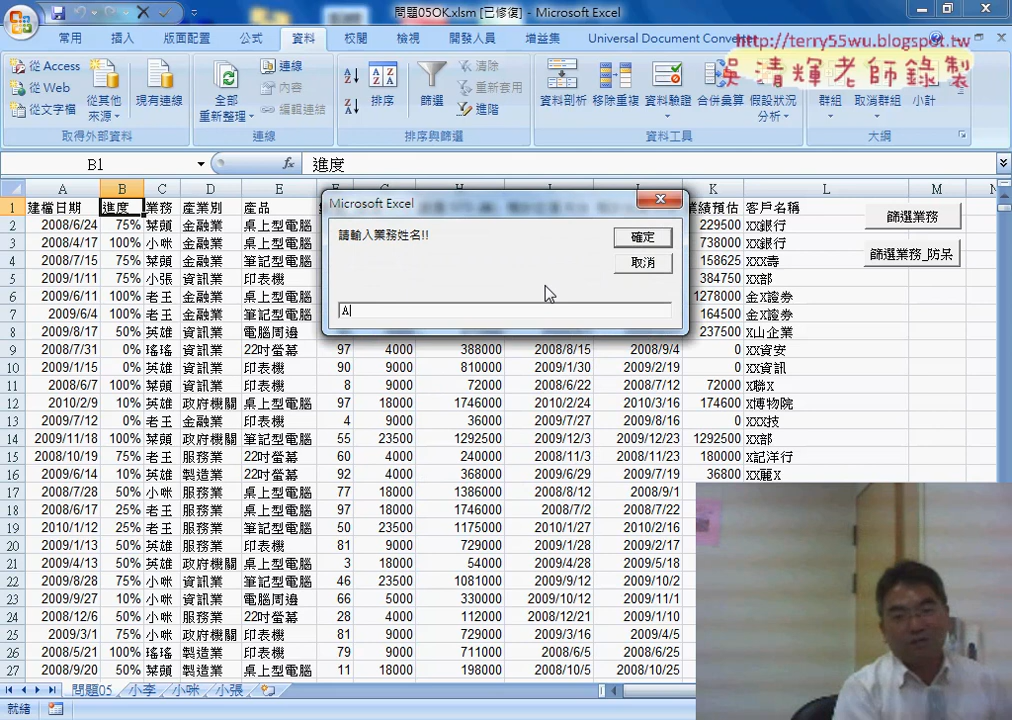 問題05OK.xlsm [已修復] - Microsoft Excel
常用 插入 版面配置 公式 資料 校閱 檢視 開發人員 增益集 Universal Document Conve
http://terry55wu.blogspot.tw
吳清輝老師錄製
從 Access
從 Web
從文字檔
從其他來源
現有連線
全部重新整理
連線
內容
編輯連結
排序
篩選
清除
重新套用
進階
資料剖析 移除重複 資料驗證 合併彙算 假設狀況分析 群組 取消群組 小計
取得外部資料 連線 排序與篩選 資料工具 大綱
B1 fx 進度
A B C D E H K L M N
1 建檔日期 進度 業務 產業別 產品 業績預估 客戶名稱
2 2008/6/24 75% 菜頭 金融業 桌上型電腦 229500 XX銀行
3 2008/4/17 100% 小咪 金融業 桌上型電腦 738000 XX銀行
4 2008/7/15 75% 菜頭 金融業 桌上型電腦 158625 XXX壽
5 2009/1/11 75% 小張 金融業 印表機 384750 XX部
6 2009/6/11 100% 老王 金融業 桌上型電腦 1278000 金X證券
7 2009/6/4 100% 老王 金融業 筆記型電腦 164500 金X證券
8 2009/8/17 50% 英雄 資訊業 電腦周邊 237500 X山企業
9 2008/7/31 0% 瑤瑤 資訊業 22吋螢幕 97 4000 388000 2008/8/15 2008/9/4 0 XX資安
10 2009/1/15 0% 英雄 資訊業 印表機 90 9000 810000 2009/1/30 2009/2/19 0 XX資訊
11 2008/6/7 100% 英雄 資訊業 印表機 8 9000 72000 2008/6/22 2008/7/12 72000 X聯X
12 2010/2/9 10% 英雄 政府機關 桌上型電腦 97 18000 1746000 2010/2/24 2010/3/16 174600 X博物院
13 2009/7/12 0% 老王 金融業 印表機 4 9000 36000 2009/7/27 2009/8/16 0 XXX技
14 2009/11/18 100% 菜頭 政府機關 筆記型電腦 55 23500 1292500 2009/12/3 2009/12/23 1292500 XX部
15 2008/10/19 75% 老王 服務業 22吋螢幕 60 4000 240000 2008/11/3 2008/11/23 180000 X記洋行
16 2009/6/14 10% 英雄 製造業 22吋螢幕 92 4000 368000 2009/6/29 2009/7/19 36800 XX麗X
17 2008/7/28 50% 小咪 服務業 桌上型電腦 77 18000 1386000 2008/8/12 2008/9/1
18 2008/6/17 25% 老王 服務業 桌上型電腦 97 18000 1746000 2008/7/2 2008/7/22
19 2010/1/12 25% 老王 服務業 筆記型電腦 50 23500 1175000 2010/1/27 2010/2/16
20 2009/1/13 50% 英雄 服務業 印表機 81 9000 729000 2009/1/28 2009/2/17
21 2009/4/13 50% 英雄 資訊業 桌上型電腦 3 18000 54000 2009/4/28 2009/5/18
22 2009/8/28 75% 小咪 資訊業 筆記型電腦 46 23500 1081000 2009/9/12 2009/10/2
23 2009/9/27 10% 小咪 資訊業 電腦周邊 66 5000 330000 2009/10/12 2009/11/1
24 2008/12/6 50% 小咪 服務業 22吋螢幕 28 4000 112000 2008/12/21 2009/1/10
25 2009/3/1 75% 小咪 政府機關 印表機 81 9000 729000 2009/3/16 2009/4/5
26 2008/5/21 100% 瑤瑤 製造業 印表機 79 9000 711000 2008/6/5 2008/6/25
27 2008/9/20 50% 菜頭 製造業 桌上型電腦 11 18000 198000 2008/10/5 2008/10/25
Microsoft Excel
請輸入業務姓名!!
確定
取消
A
篩選業務
篩選業務_防呆
問題05 小李 小咪 小張
就緒